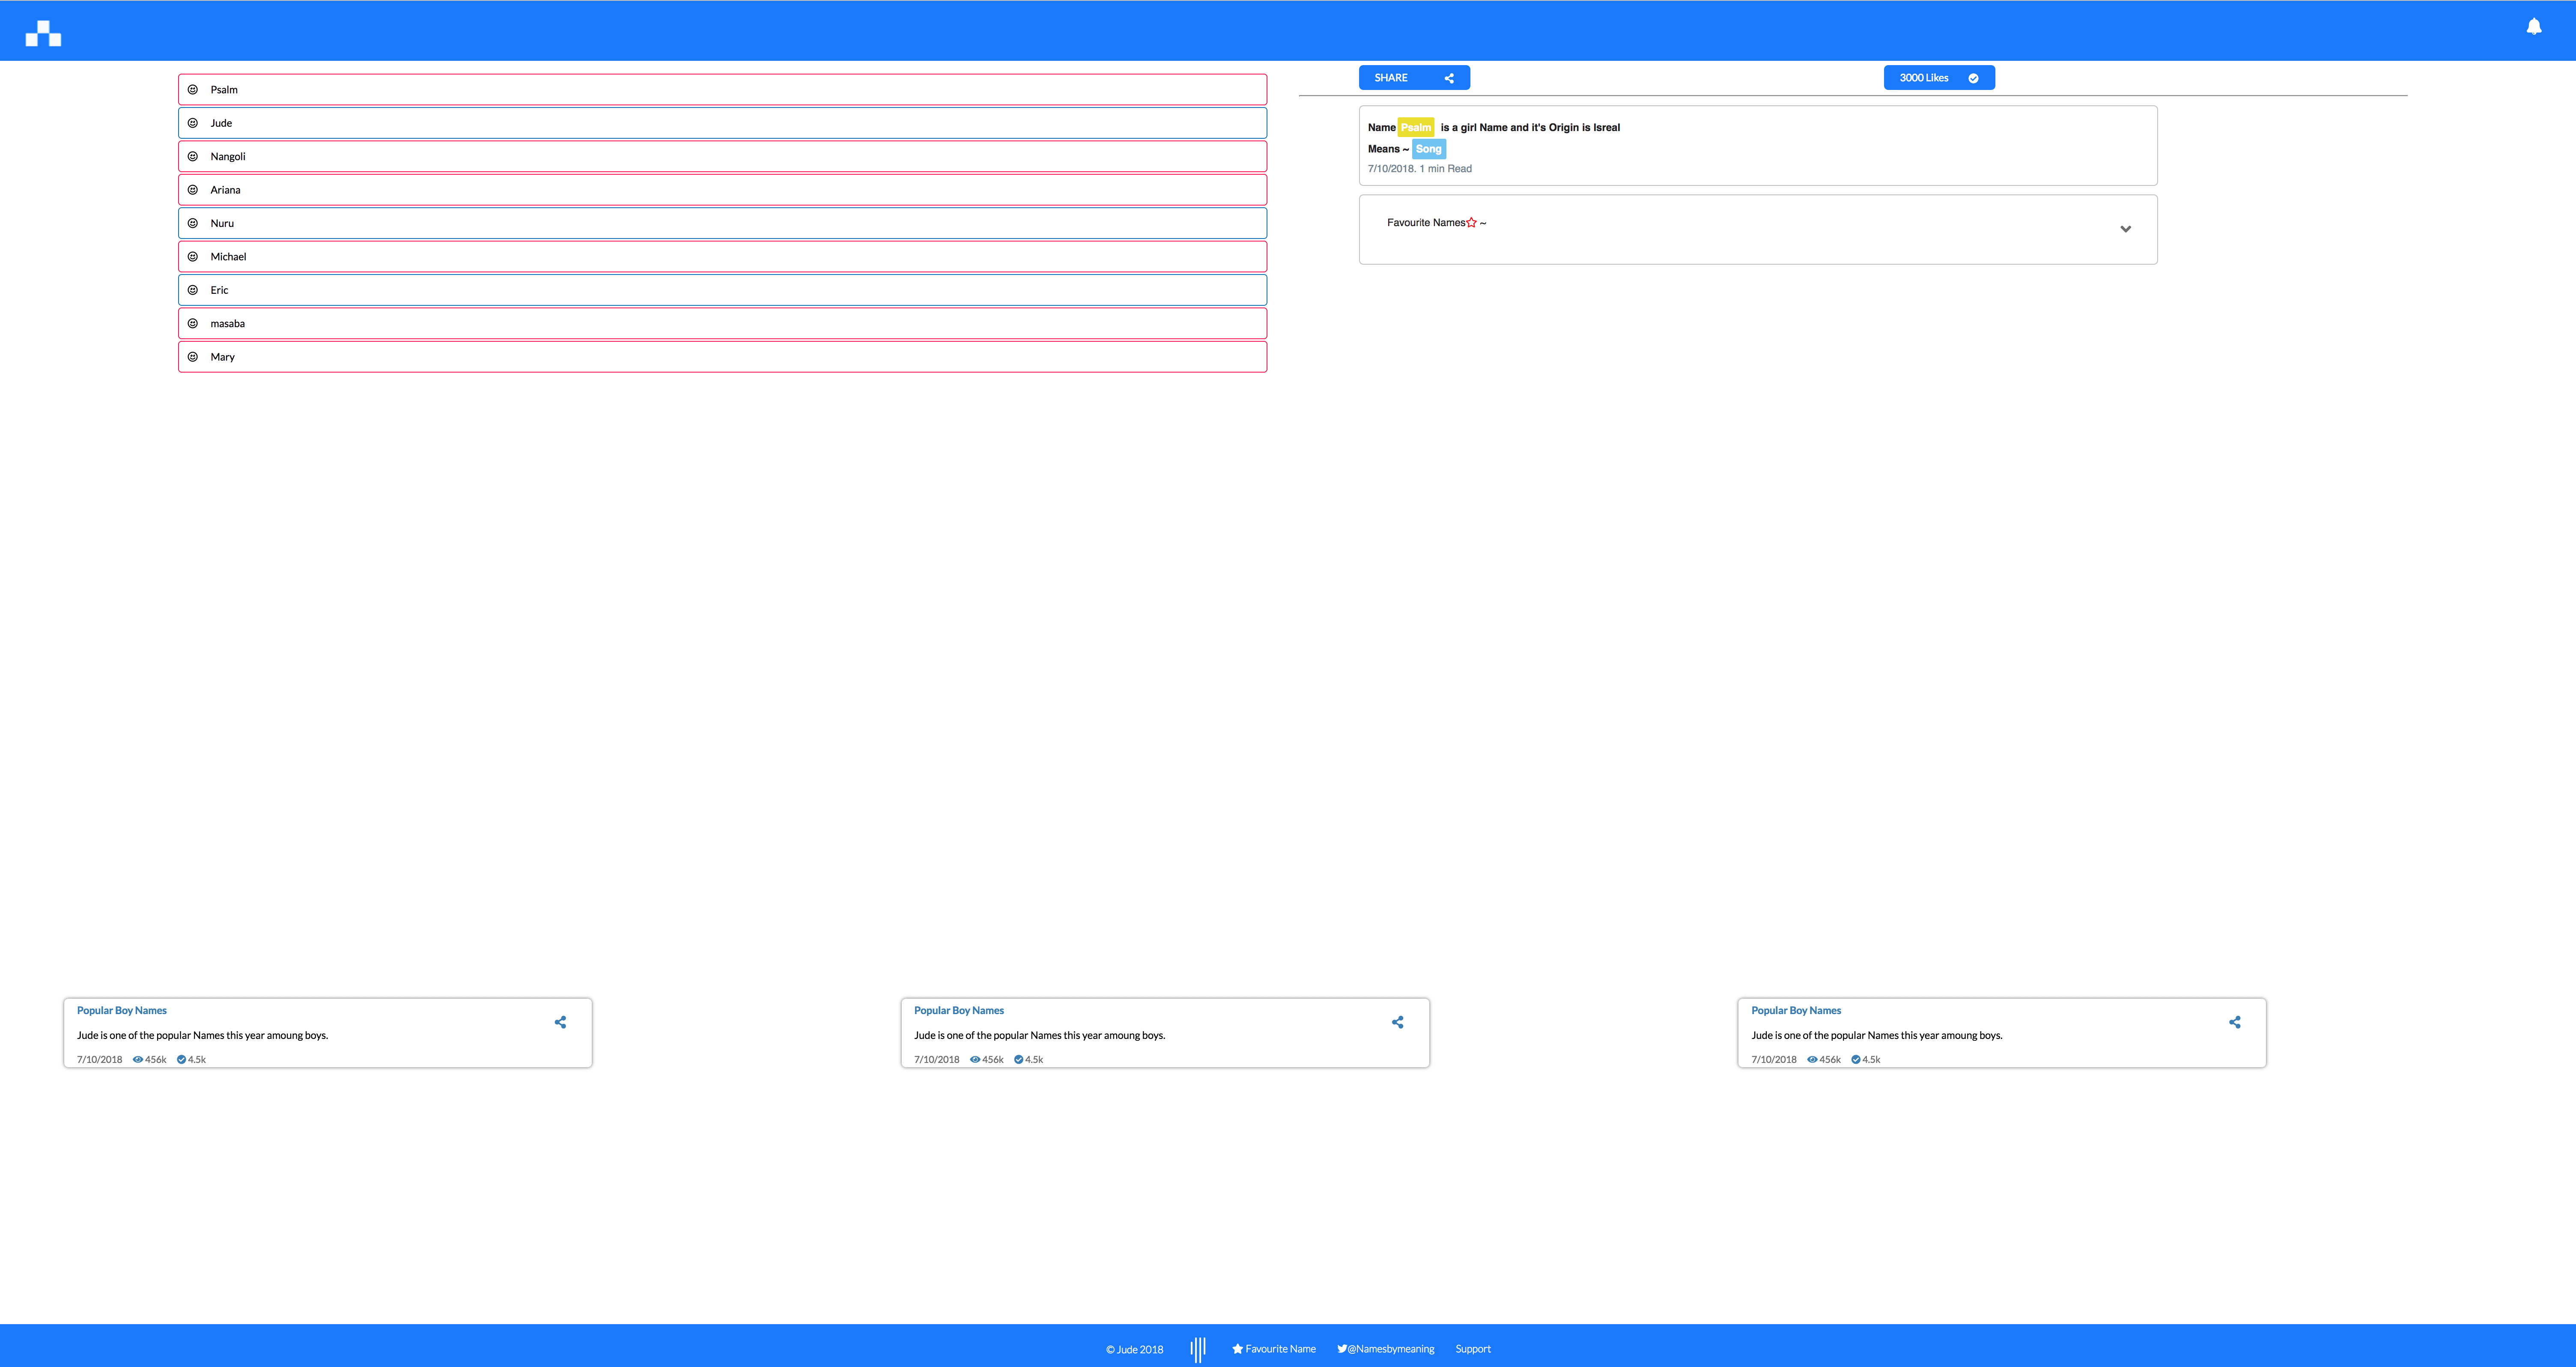 Psalm
Jude
Nangoli
Ariana
Nuru
Michael
Eric
masaba
Mary
SHARE
3000 Likes
Name Psalm is a girl Name and it's Origin is Isreal
Means ~ Song
7/10/2018. 1 min Read
Favourite Names ~
Popular Boy Names
Jude is one of the popular Names this year amoung boys.
7/10/2018 456k 4.5k
Popular Boy Names
Jude is one of the popular Names this year amoung boys.
7/10/2018 456k 4.5k
Popular Boy Names
Jude is one of the popular Names this year amoung boys.
7/10/2018 456k 4.5k
© Jude 2018 Favourite Name @Namesbymeaning Support